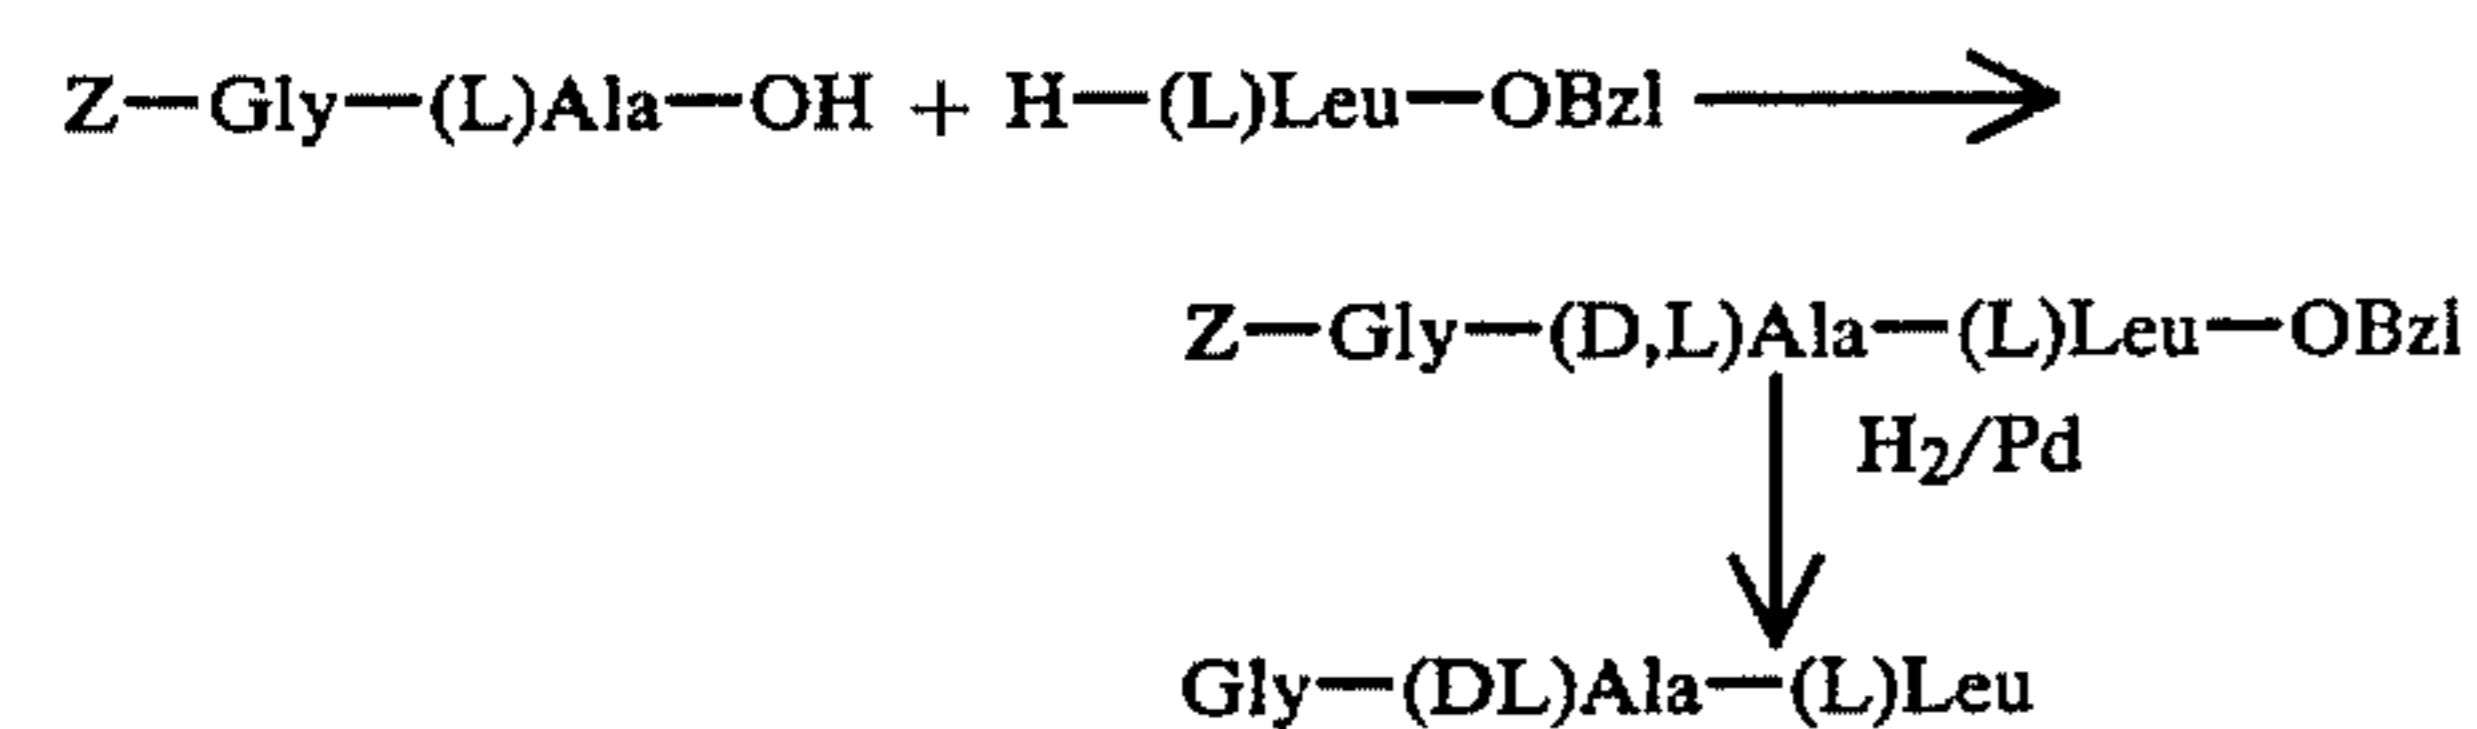 Z—Gly—(L)Ala—OH + H—(L)Leu—OBzl ⟶
Z—Gly—(D,L)Ala—(L)Leu—OBzl
H₂/Pd
Gly—(DL)Ala—(L)Leu